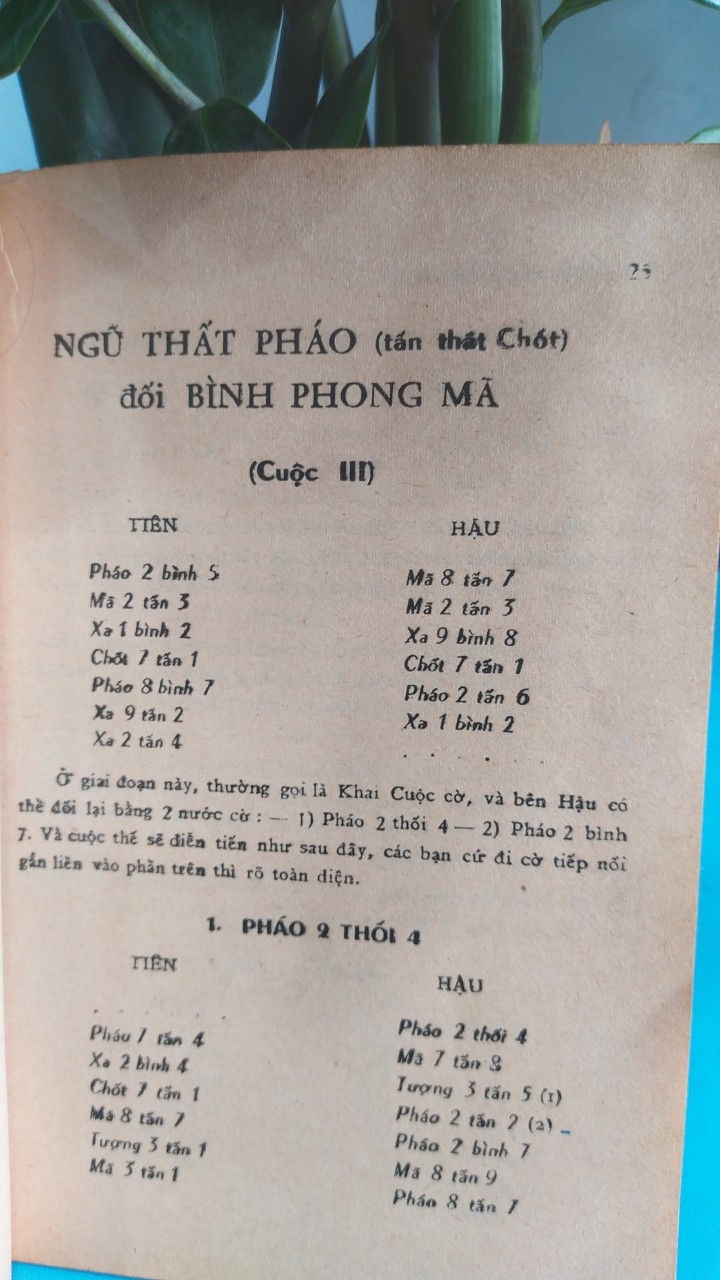 25
NGŨ THẤT PHÁO (tấn thất Chốt)
đối BÌNH PHONG MÃ
(Cuộc III)
TIÊN HẬU
Pháo 2 bình 5 Mã 8 tấn 7
Mã 2 tấn 3 Mã 2 tấn 3
Xa 1 bình 2 Xa 9 bình 8
Chốt 7 tấn 1 Chốt 7 tấn 1
Pháo 8 bình 7 Pháo 2 tấn 6
Xa 9 tấn 2 Xa 1 bình 2
Xa 2 tấn 4 . . . . .
Ở giai đoạn này, thường gọi là Khai Cuộc cờ, và bên Hậu có
thể đối lại bằng 2 nước cờ : — 1) Pháo 2 thối 4 — 2) Pháo 2 bình
7. Và cuộc thế sẽ diễn tiến như sau đây, các bạn cứ đi cờ tiếp nối
gắn liền vào phần trên thì rõ toàn diện.
1. PHÁO 2 THỐI 4
TIÊN HẬU
. . . . . Pháo 2 thối 4
Pháo 7 tấn 4 Mã 7 tấn 8
Xa 2 bình 4 Tượng 3 tấn 5 (1)
Chốt 7 tấn 1 Pháo 2 tấn 2 (2)
Mã 8 tấn 7 Pháo 2 bình 7
Tượng 3 tấn 1 Mã 8 tấn 9
Mã 3 tấn 1 Pháo 8 tấn 7